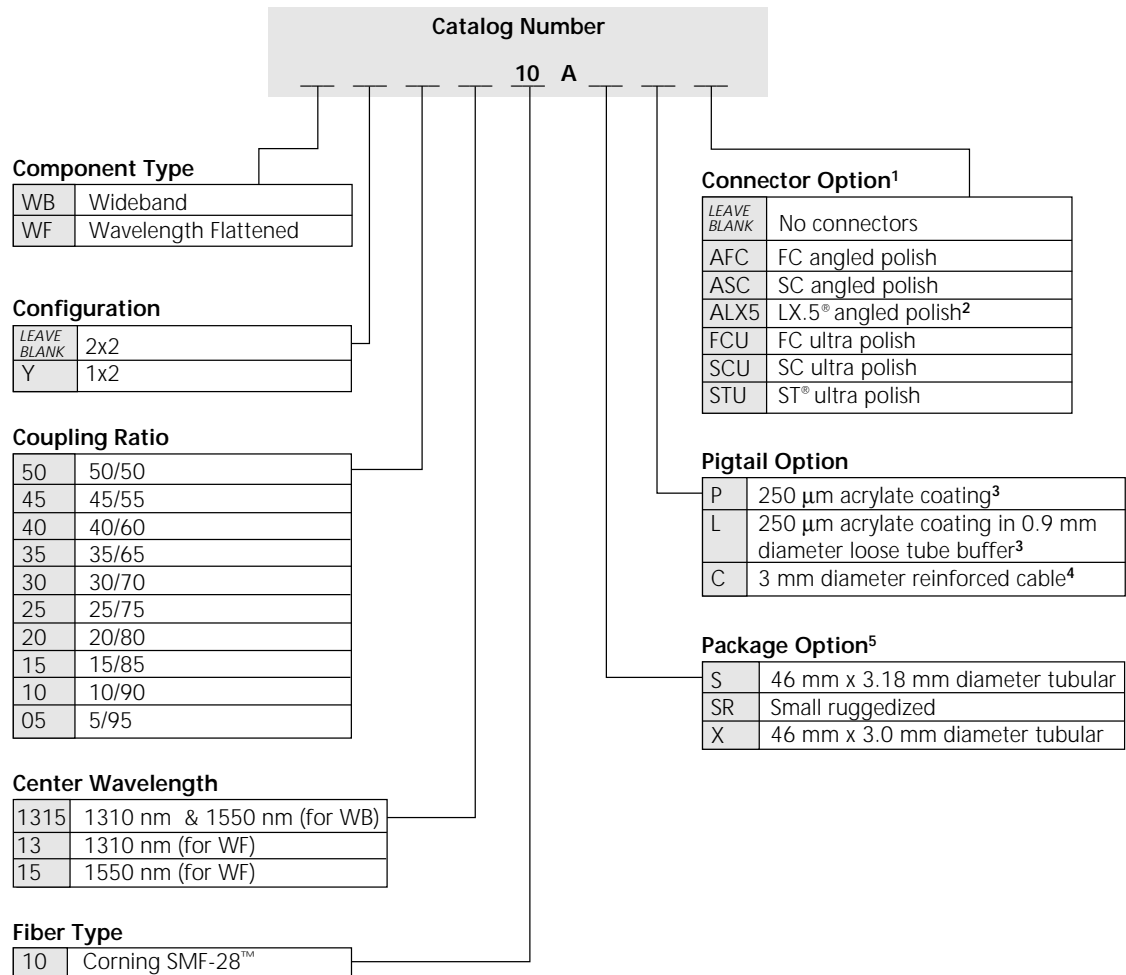 Catalog Number
10 A
Component Type
WB Wideband
WF Wavelength Flattened
Configuration
LEAVE BLANK 2x2
Y 1x2
Coupling Ratio
50 50/50
45 45/55
40 40/60
35 35/65
30 30/70
25 25/75
20 20/80
15 15/85
10 10/90
05 5/95
Center Wavelength
1315 1310 nm & 1550 nm (for WB)
13 1310 nm (for WF)
15 1550 nm (for WF)
Fiber Type
10 Corning SMF-28™
Connector Option¹
LEAVE BLANK No connectors
AFC FC angled polish
ASC SC angled polish
ALX5 LX.5® angled polish²
FCU FC ultra polish
SCU SC ultra polish
STU ST® ultra polish
Pigtail Option
P 250 µm acrylate coating³
L 250 µm acrylate coating in 0.9 mm
diameter loose tube buffer³
C 3 mm diameter reinforced cable⁴
Package Option⁵
S 46 mm x 3.18 mm diameter tubular
SR Small ruggedized
X 46 mm x 3.0 mm diameter tubular